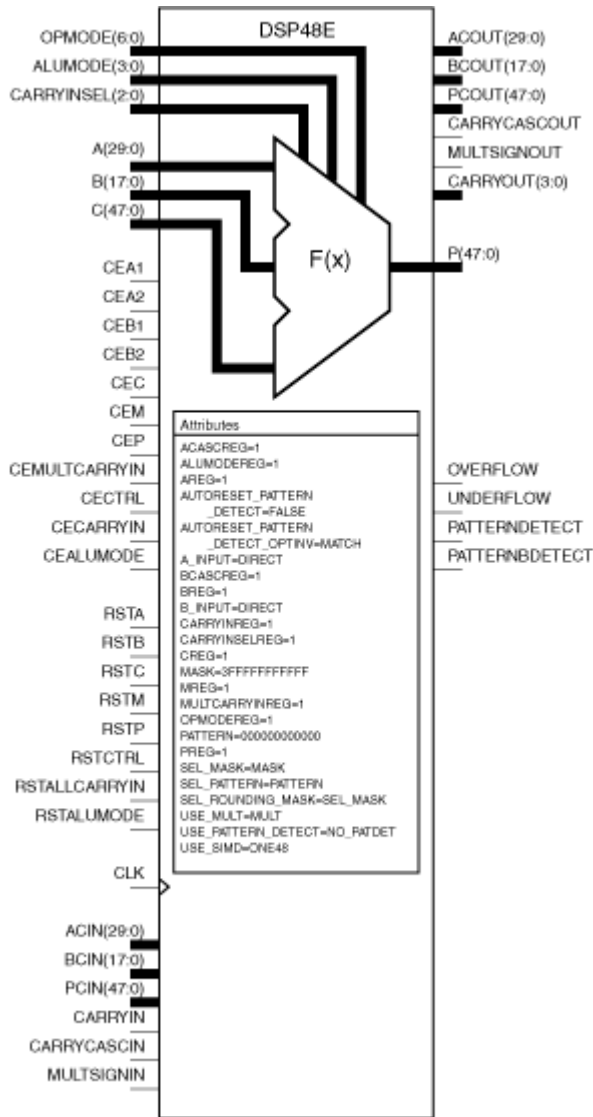 DSP48E
OPMODE(6:0)
ALUMODE(3:0)
CARRYINSEL(2:0)
A(29:0)
B(17:0)
C(47:0)
CEA1
CEA2
CEB1
CEB2
CEC
CEM
CEP
CEMULTCARRYIN
CECTRL
CECARRYIN
CEALUMODE
RSTA
RSTB
RSTC
RSTM
RSTP
RSTCTRL
RSTALLCARRYIN
RSTALUMODE
CLK
ACIN(29:0)
BCIN(17:0)
PCIN(47:0)
CARRYIN
CARRYCASCIN
MULTSIGNIN
F(x)
Attributes
ACASCREG=1
ALUMODEREG=1
AREG=1
AUTORESET_PATTERN
_DETECT=FALSE
AUTORESET_PATTERN
_DETECT_OPTINV=MATCH
A_INPUT=DIRECT
BCASCREG=1
BREG=1
B_INPUT=DIRECT
CARRYINREG=1
CARRYINSELREG=1
CREG=1
MASK=3FFFFFFFFFFF
MREG=1
MULTCARRYINREG=1
OPMODEREG=1
PATTERN=000000000000
PREG=1
SEL_MASK=MASK
SEL_PATTERN=PATTERN
SEL_ROUNDING_MASK=SEL_MASK
USE_MULT=MULT
USE_PATTERN_DETECT=NO_PATDET
USE_SIMD=ONE48
ACOUT(29:0)
BCOUT(17:0)
PCOUT(47:0)
CARRYCASCOUT
MULTSIGNOUT
CARRYOUT(3:0)
P(47:0)
OVERFLOW
UNDERFLOW
PATTERNDETECT
PATTERNBDETECT